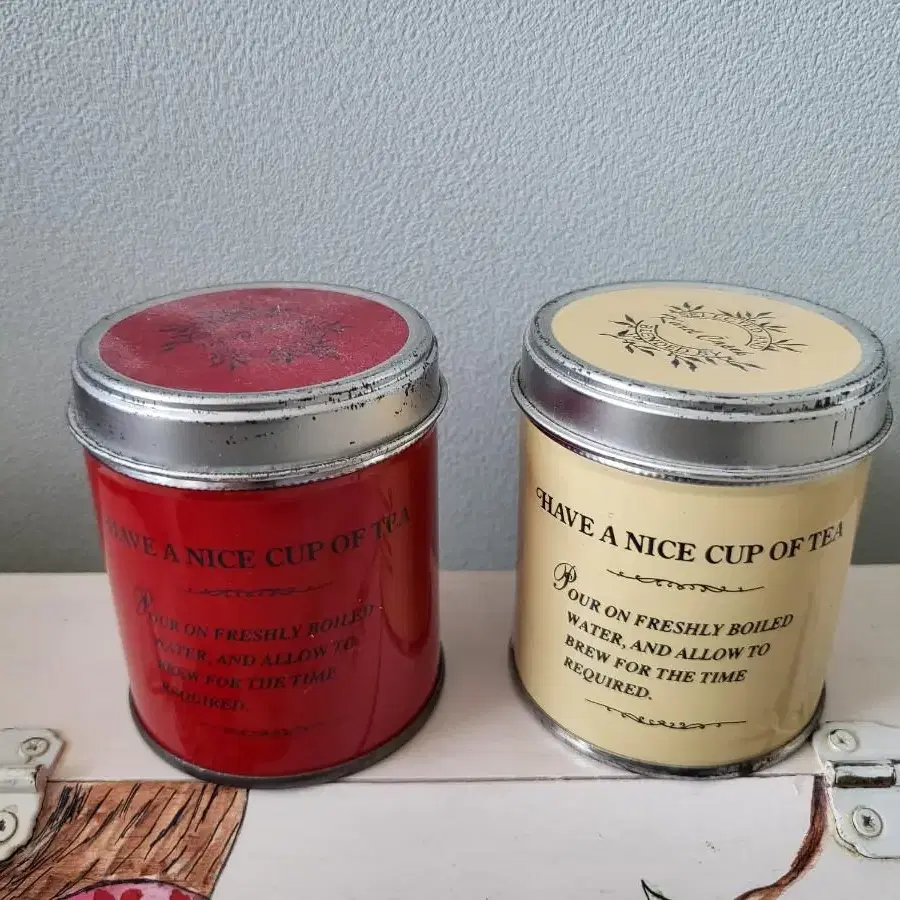 HAVE A NICE CUP OF TEA
POUR ON FRESHLY BOILED
WATER, AND ALLOW TO
BREW FOR THE TIME
REQUIRED.
HAVE A NICE CUP OF TEA
POUR ON FRESHLY BOILED
WATER, AND ALLOW TO
BREW FOR THE TIME
REQUIRED.